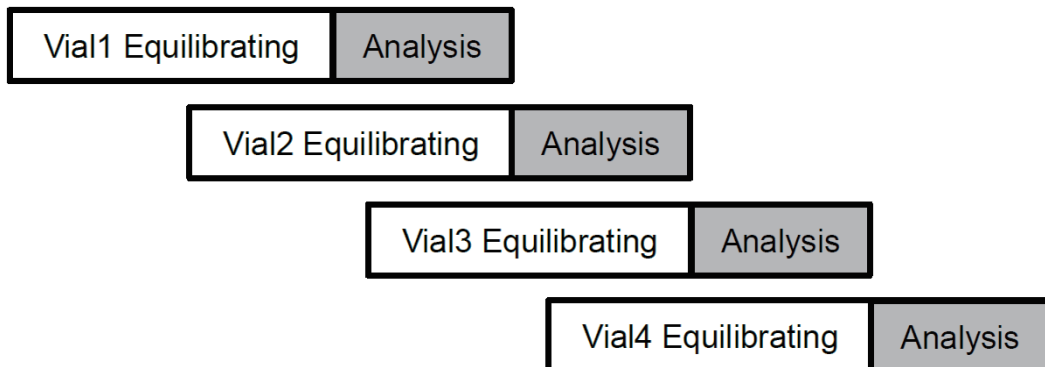 Vial1 Equilibrating Analysis
Vial2 Equilibrating Analysis
Vial3 Equilibrating Analysis
Vial4 Equilibrating Analysis